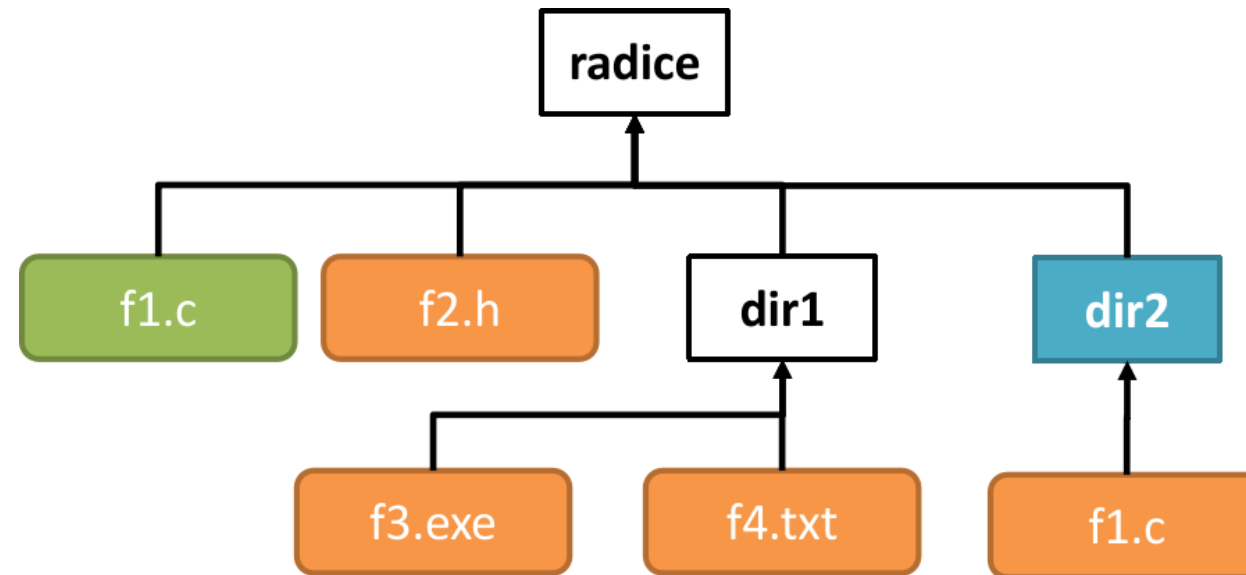 radice
f1.c
f2.h
dir1
dir2
f3.exe
f4.txt
f1.c